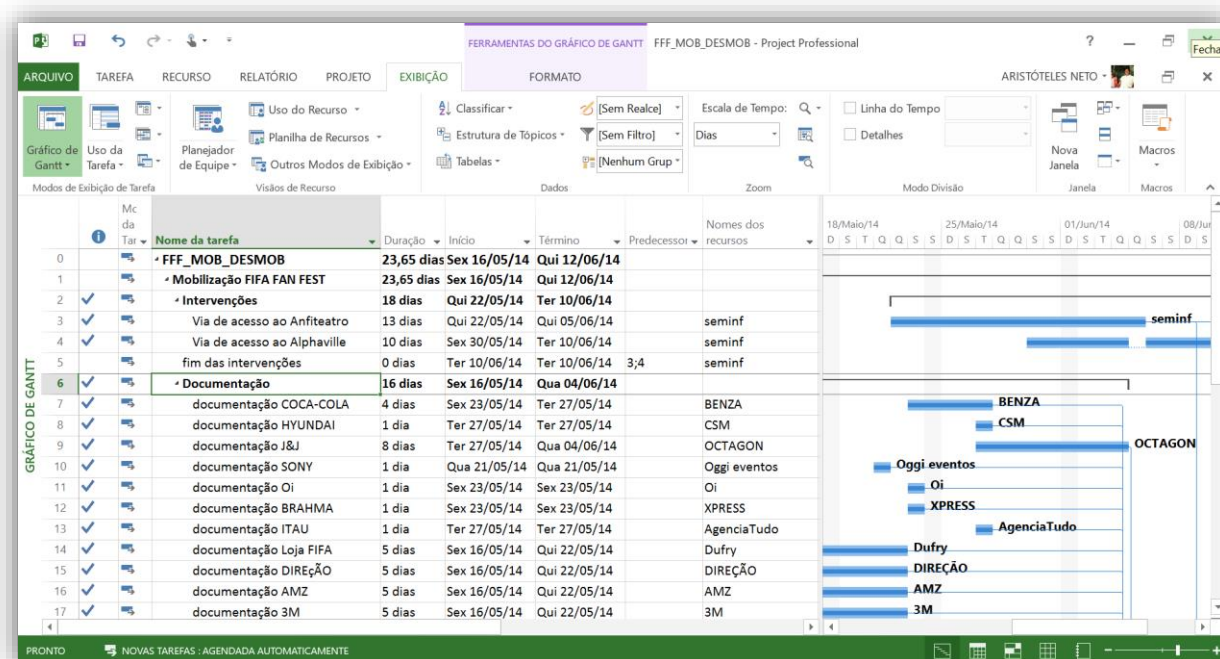 FERRAMENTAS DO GRÁFICO DE GANTT FFF_MOB_DESMOB - Project Professional ?
Fecha
ARQUIVO TAREFA RECURSO RELATÓRIO PROJETO EXIBIÇÃO FORMATO ARISTÓTELES NETO
Uso do Recurso Classificar [Sem Realce] Escala de Tempo: Linha do Tempo
Planilha de Recursos Estrutura de Tópicos [Sem Filtro] Dias Detalhes
Gráfico de Gantt Uso da Tarefa Planejador de Equipe Outros Modos de Exibição Tabelas [Nenhum Grup Nova Janela Macros
Modos de Exibição de Tarefa Visões de Recurso Dados Zoom Modo Divisão Janela Macros
Mc da Tar Nome da tarefa Duração Início Término Predecessor Nomes dos recursos 18/Maio/14 25/Maio/14 01/Jun/14 08/Jur
D S T Q Q S S D S T Q Q S S D S T Q Q S S D S
0 FFF_MOB_DESMOB 23,65 dias Sex 16/05/14 Qui 12/06/14
1 Mobilização FIFA FAN FEST 23,65 dias Sex 16/05/14 Qui 12/06/14
2 Intervenções 18 dias Qui 22/05/14 Ter 10/06/14
3 Via de acesso ao Anfiteatro 13 dias Qui 22/05/14 Qui 05/06/14 seminf seminf
4 Via de acesso ao Alphaville 10 dias Sex 30/05/14 Ter 10/06/14 seminf
5 fim das intervenções 0 dias Ter 10/06/14 Ter 10/06/14 3;4 seminf
6 Documentação 16 dias Sex 16/05/14 Qua 04/06/14
7 documentação COCA-COLA 4 dias Sex 23/05/14 Ter 27/05/14 BENZA BENZA
8 documentação HYUNDAI 1 dia Ter 27/05/14 Ter 27/05/14 CSM CSM
9 documentação J&J 8 dias Ter 27/05/14 Qua 04/06/14 OCTAGON OCTAGON
10 documentação SONY 1 dia Qua 21/05/14 Qua 21/05/14 Oggi eventos Oggi eventos
11 documentação Oi 1 dia Sex 23/05/14 Sex 23/05/14 Oi Oi
12 documentação BRAHMA 1 dia Sex 23/05/14 Sex 23/05/14 XPRESS XPRESS
13 documentação ITAU 1 dia Ter 27/05/14 Ter 27/05/14 AgenciaTudo AgenciaTudo
14 documentação Loja FIFA 5 dias Sex 16/05/14 Qui 22/05/14 Dufry Dufry
15 documentação DIREçÃO 5 dias Sex 16/05/14 Qui 22/05/14 DIREÇÃO DIREÇÃO
16 documentação AMZ 5 dias Sex 16/05/14 Qui 22/05/14 AMZ AMZ
17 documentação 3M 5 dias Sex 16/05/14 Qui 22/05/14 3M 3M
GRÁFICO DE GANTT
PRONTO NOVAS TAREFAS : AGENDADA AUTOMATICAMENTE